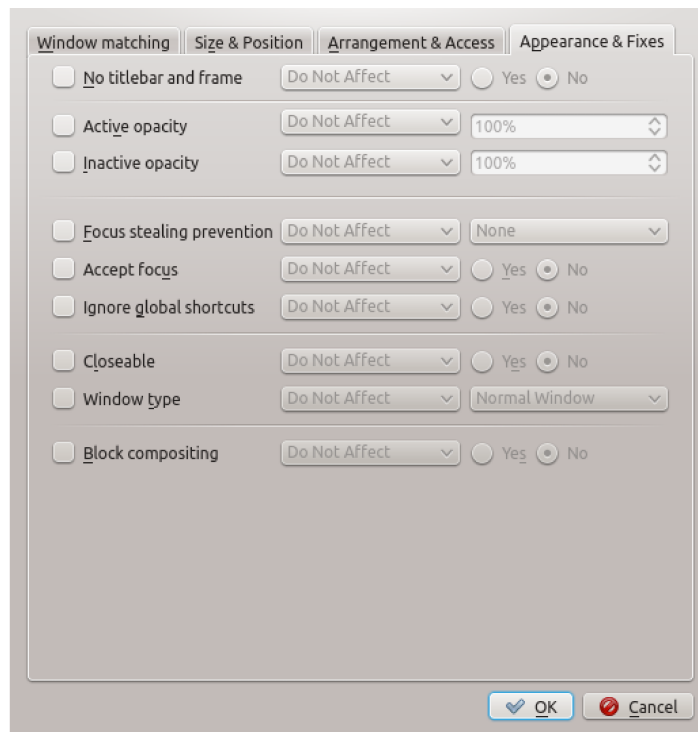 Window matching Size & Position Arrangement & Access Appearance & Fixes
No titlebar and frame Do Not Affect Yes No
Active opacity Do Not Affect 100%
Inactive opacity Do Not Affect 100%
Focus stealing prevention Do Not Affect None
Accept focus Do Not Affect Yes No
Ignore global shortcuts Do Not Affect Yes No
Closeable Do Not Affect Yes No
Window type Do Not Affect Normal Window
Block compositing Do Not Affect Yes No
OK Cancel